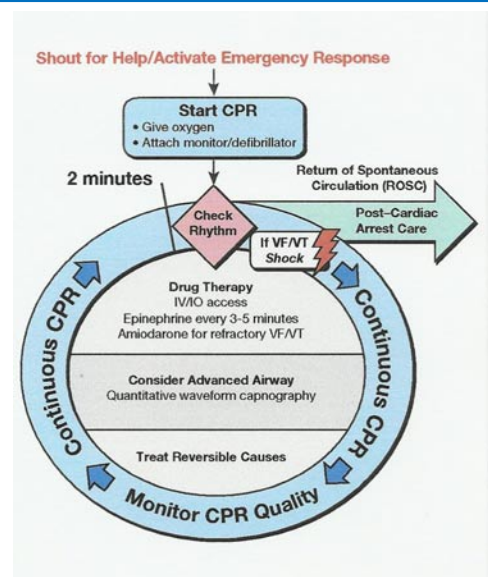 Shout for Help/Activate Emergency Response
Start CPR
• Give oxygen
• Attach monitor/defibrillator
2 minutes
Return of Spontaneous
Circulation (ROSC)
Check
Rhythm
Post–Cardiac
Arrest Care
If VF/VT
Shock
Drug Therapy
IV/IO access
Epinephrine every 3-5 minutes
Amiodarone for refractory VF/VT
Consider Advanced Airway
Quantitative waveform capnography
Treat Reversible Causes
Continuous CPR
Continuous CPR
Monitor CPR Quality